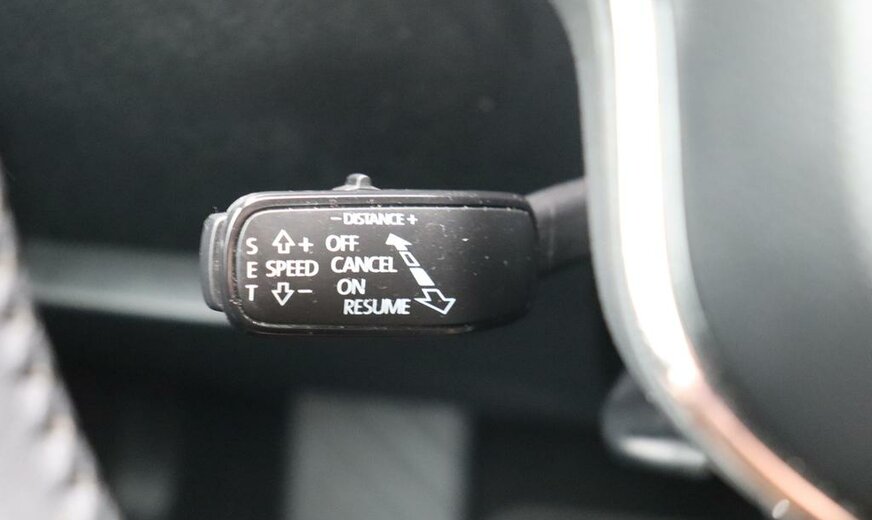 - DISTANCE +
S + OFF
E SPEED CANCEL
T - ON
RESUME